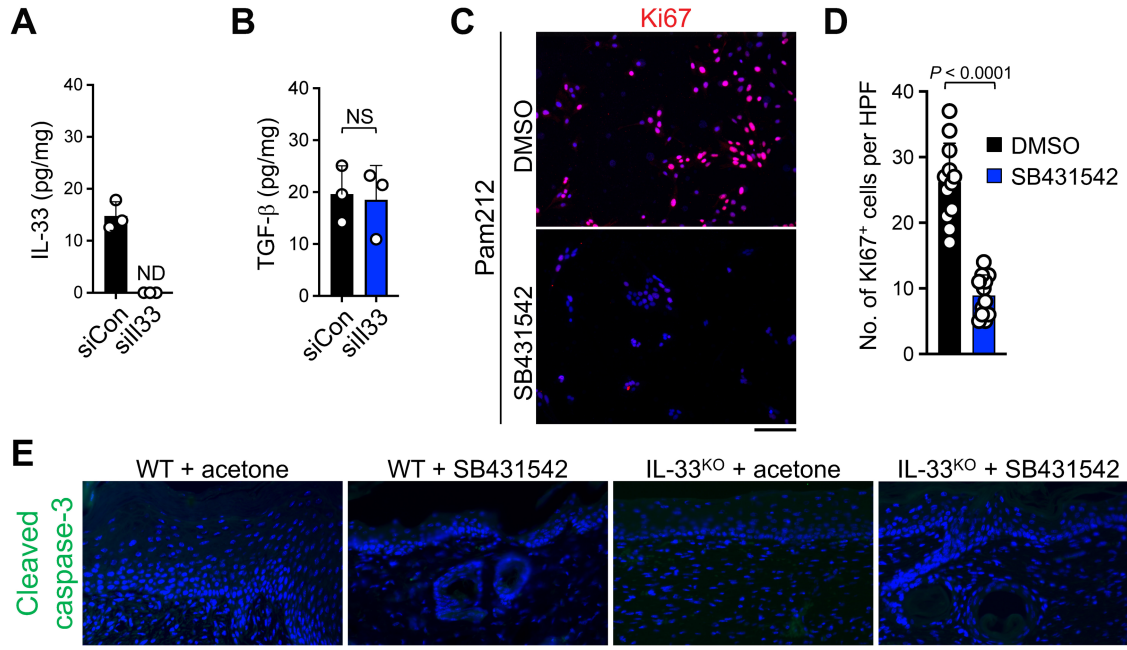 A
IL-33 (pg/mg)
40
30
20
10
0
ND
siCon
siIl33
B
TGF-β (pg/mg)
40
30
20
10
0
NS
siCon
siIl33
C
Ki67
Pam212
DMSO
SB431542
D
No. of KI67⁺ cells per HPF
40
30
20
10
0
P < 0.0001
DMSO
SB431542
E
Cleaved
caspase-3
WT + acetone
WT + SB431542
IL-33ᴷᴼ + acetone
IL-33ᴷᴼ + SB431542